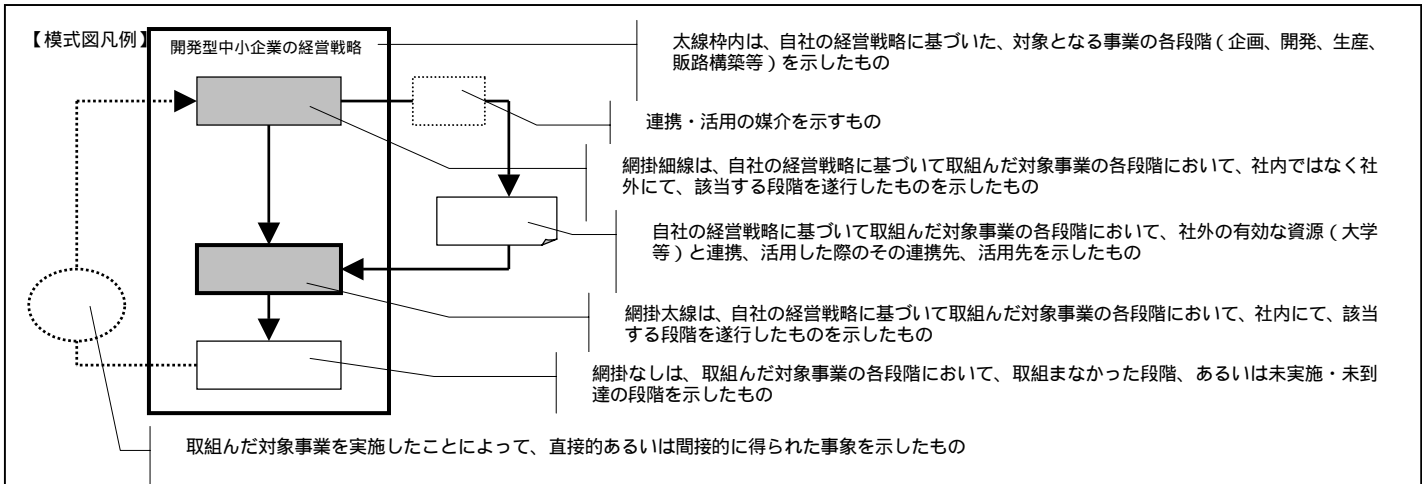 【模式図凡例】
開発型中小企業の経営戦略
太線枠内は、自社の経営戦略に基づいた、対象となる事業の各段階(企画、開発、生産、
販路構築等)を示したもの
連携・活用の媒介を示すもの
網掛細線は、自社の経営戦略に基づいて取組んだ対象事業の各段階において、社内ではなく社
外にて、該当する段階を遂行したものを示したもの
自社の経営戦略に基づいて取組んだ対象事業の各段階において、社外の有効な資源(大学
等)と連携、活用した際のその連携先、活用先を示したもの
網掛太線は、自社の経営戦略に基づいて取組んだ対象事業の各段階において、社内にて、該当
する段階を遂行したものを示したもの
網掛なしは、取組んだ対象事業の各段階において、取組まなかった段階、あるいは未実施・未到
達の段階を示したもの
取組んだ対象事業を実施したことによって、直接的あるいは間接的に得られた事象を示したもの